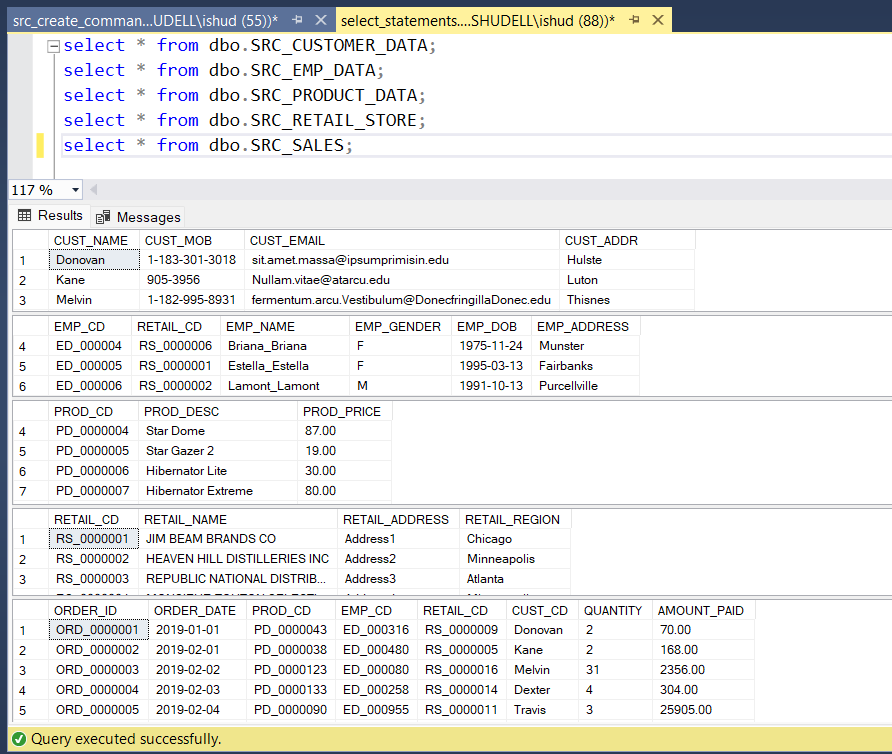 src_create_comman...UDELL\ishud (55))* select_statements....SHUDELL\ishud (88))*
select * from dbo.SRC_CUSTOMER_DATA;
select * from dbo.SRC_EMP_DATA;
select * from dbo.SRC_PRODUCT_DATA;
select * from dbo.SRC_RETAIL_STORE;
select * from dbo.SRC_SALES;
117 %
Results Messages
CUST_NAME CUST_MOB CUST_EMAIL CUST_ADDR
1 Donovan 1-183-301-3018 sit.amet.massa@ipsumprimisin.edu Hulste
2 Kane 905-3956 Nullam.vitae@atarcu.edu Luton
3 Melvin 1-182-995-8931 fermentum.arcu.Vestibulum@DonecfringillaDonec.edu Thisnes
EMP_CD RETAIL_CD EMP_NAME EMP_GENDER EMP_DOB EMP_ADDRESS
4 ED_000004 RS_0000006 Briana_Briana F 1975-11-24 Munster
5 ED_000005 RS_0000001 Estella_Estella F 1995-03-13 Fairbanks
6 ED_000006 RS_0000002 Lamont_Lamont M 1991-10-13 Purcellville
PROD_CD PROD_DESC PROD_PRICE
4 PD_0000004 Star Dome 87.00
5 PD_0000005 Star Gazer 2 19.00
6 PD_0000006 Hibernator Lite 30.00
7 PD_0000007 Hibernator Extreme 80.00
RETAIL_CD RETAIL_NAME RETAIL_ADDRESS RETAIL_REGION
1 RS_0000001 JIM BEAM BRANDS CO Address1 Chicago
2 RS_0000002 HEAVEN HILL DISTILLERIES INC Address2 Minneapolis
3 RS_0000003 REPUBLIC NATIONAL DISTRIB... Address3 Atlanta
ORDER_ID ORDER_DATE PROD_CD EMP_CD RETAIL_CD CUST_CD QUANTITY AMOUNT_PAID
1 ORD_0000001 2019-01-01 PD_0000043 ED_000316 RS_0000009 Donovan 2 70.00
2 ORD_0000002 2019-02-01 PD_0000038 ED_000480 RS_0000005 Kane 2 168.00
3 ORD_0000003 2019-02-02 PD_0000123 ED_000080 RS_0000016 Melvin 31 2356.00
4 ORD_0000004 2019-02-03 PD_0000133 ED_000258 RS_0000014 Dexter 4 304.00
5 ORD_0000005 2019-02-04 PD_0000090 ED_000955 RS_0000011 Travis 3 25905.00
Query executed successfully.